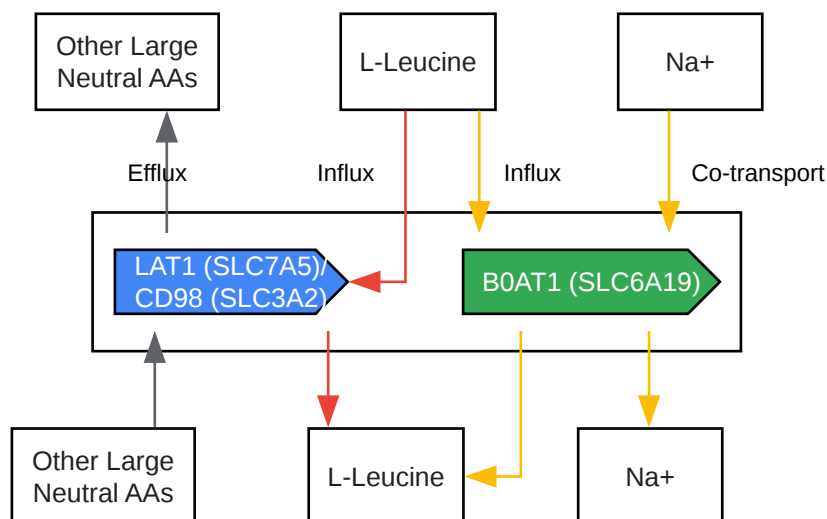 Other Large
Neutral AAs
L-Leucine
Na+
Efflux
Influx
Influx
Co-transport
LAT1 (SLC7A5)/
CD98 (SLC3A2)
B0AT1 (SLC6A19)
Other Large
Neutral AAs
L-Leucine
Na+